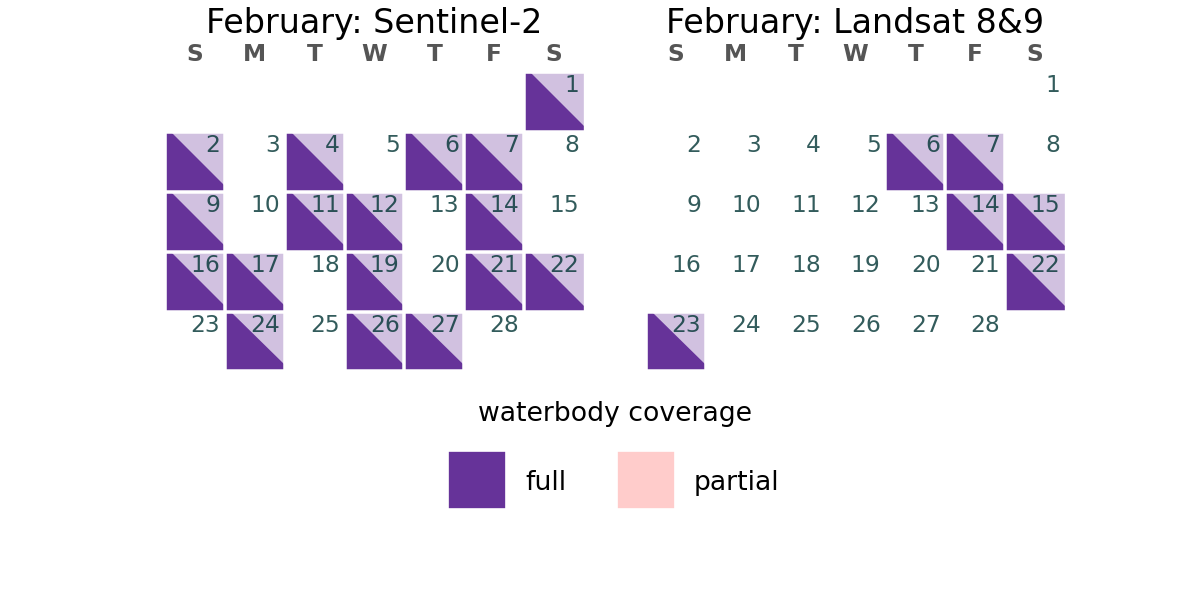 February: Sentinel-2
S M T W T F S
1
2 3 4 5 6 7 8
9 10 11 12 13 14 15
16 17 18 19 20 21 22
23 24 25 26 27 28
February: Landsat 8&9
S M T W T F S
1
2 3 4 5 6 7 8
9 10 11 12 13 14 15
16 17 18 19 20 21 22
23 24 25 26 27 28
waterbody coverage
full partial